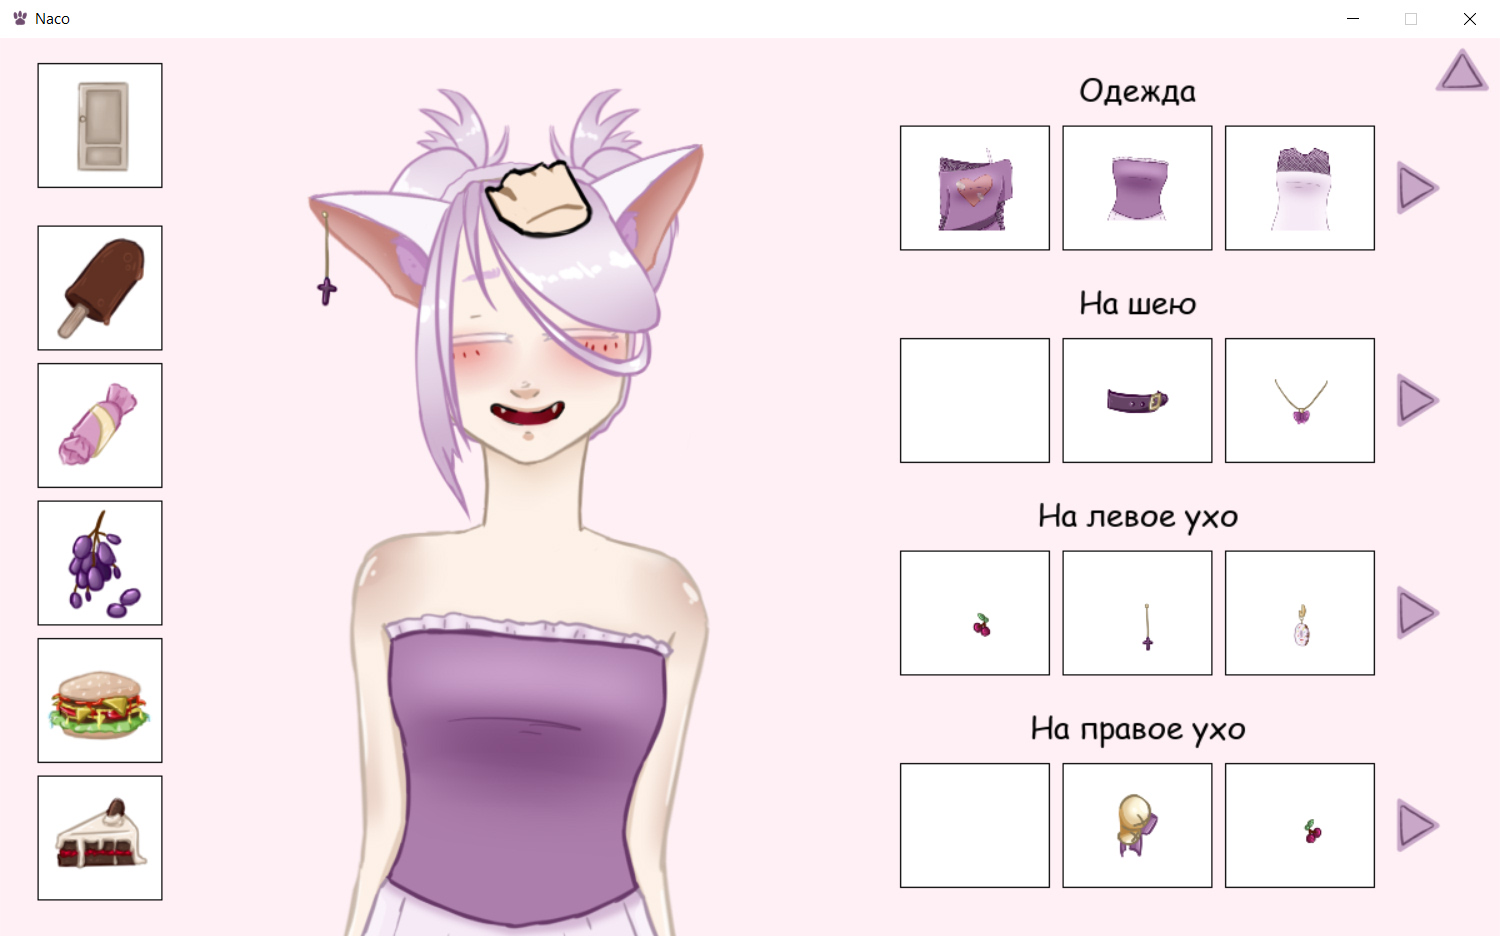 Naco
Одежда
На шею
На левое ухо
На правое ухо